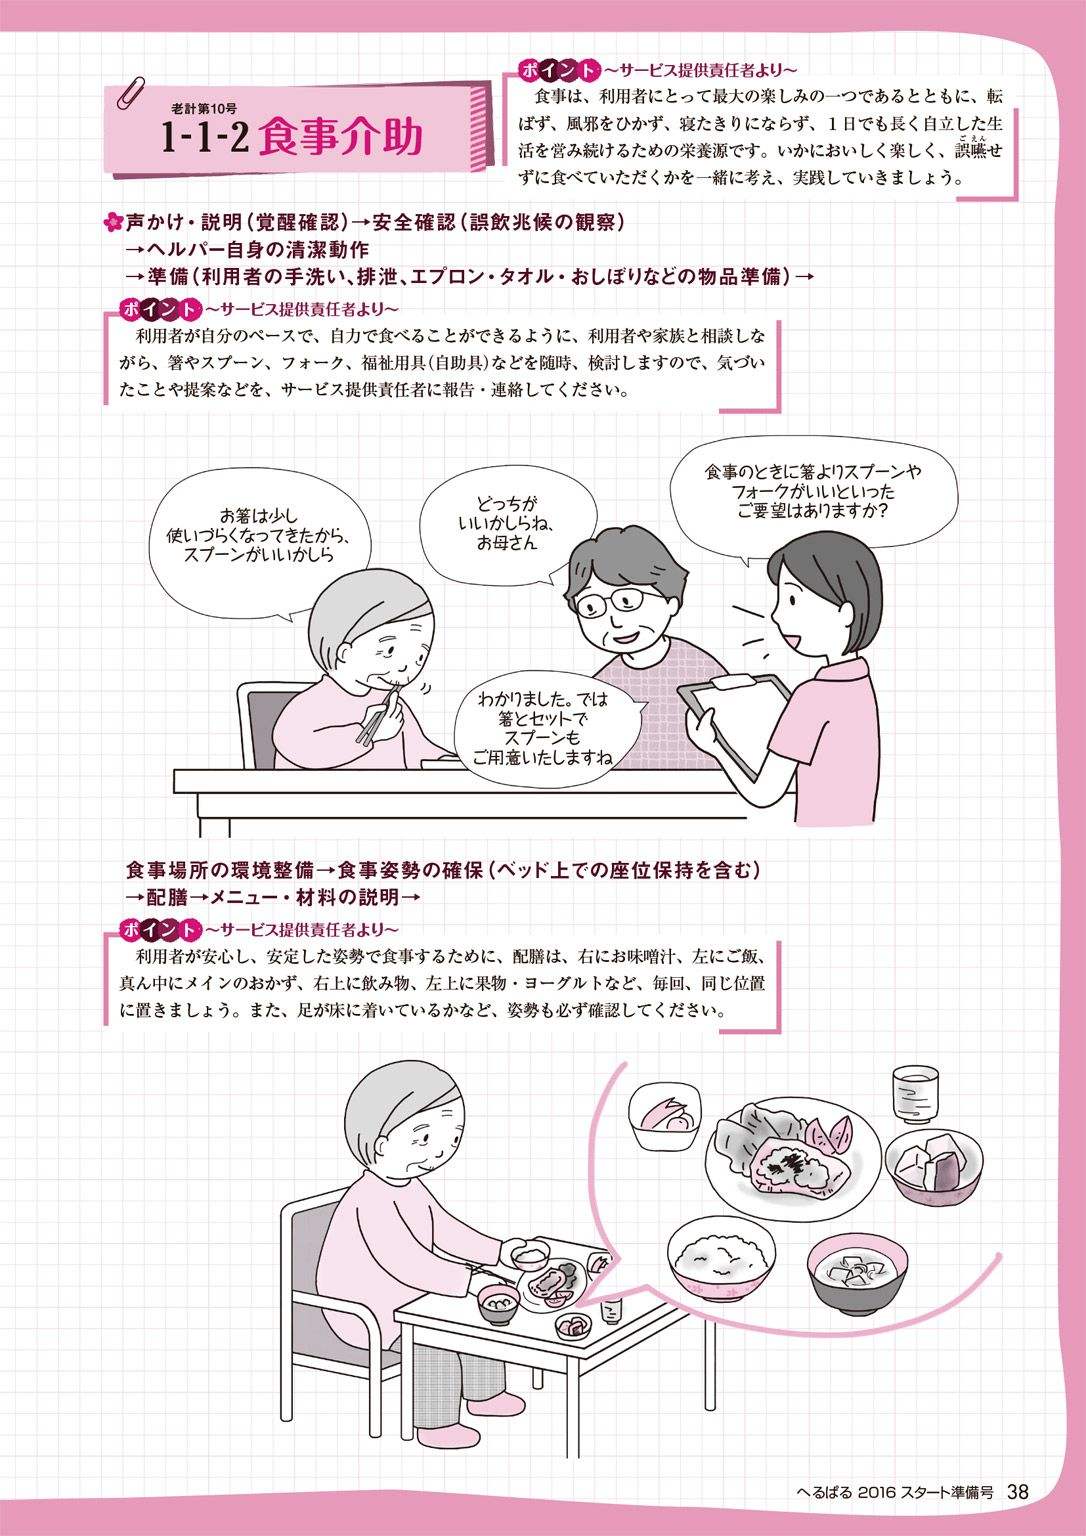 老計第10号
1-1-2 食事介助
ポイント ～サービス提供責任者より～
食事は、利用者にとって最大の楽しみの一つであるとともに、転
ばず、風邪をひかず、寝たきりにならず、１日でも長く自立した生
活を営み続けるための栄養源です。いかにおいしく楽しく、誤嚥せ
ごえん
ずに食べていただくかを一緒に考え、実践していきましょう。
声かけ・説明（覚醒確認）→安全確認（誤飲兆候の観察）
→ヘルパー自身の清潔動作
→準備（利用者の手洗い、排泄、エプロン・タオル・おしぼりなどの物品準備）→
ポイント ～サービス提供責任者より～
利用者が自分のペースで、自力で食べることができるように、利用者や家族と相談しな
がら、箸やスプーン、フォーク、福祉用具（自助具）などを随時、検討しますので、気づい
たことや提案などを、サービス提供責任者に報告・連絡してください。
食事のときに箸よりスプーンや
フォークがいいといった
ご要望はありますか？
どっちが
いいかしらね、
お母さん
お箸は少し
使いづらくなってきたから、
スプーンがいいかしら
わかりました。では
箸とセットで
スプーンも
ご用意いたしますね
食事場所の環境整備→食事姿勢の確保（ベッド上での座位保持を含む）
→配膳→メニュー・材料の説明→
ポイント ～サービス提供責任者より～
利用者が安心し、安定した姿勢で食事するために、配膳は、右にお味噌汁、左にご飯、
真ん中にメインのおかず、右上に飲み物、左上に果物・ヨーグルトなど、毎回、同じ位置
に置きましょう。また、足が床に着いているかなど、姿勢も必ず確認してください。
へるぱる 2016 スタート準備号 38